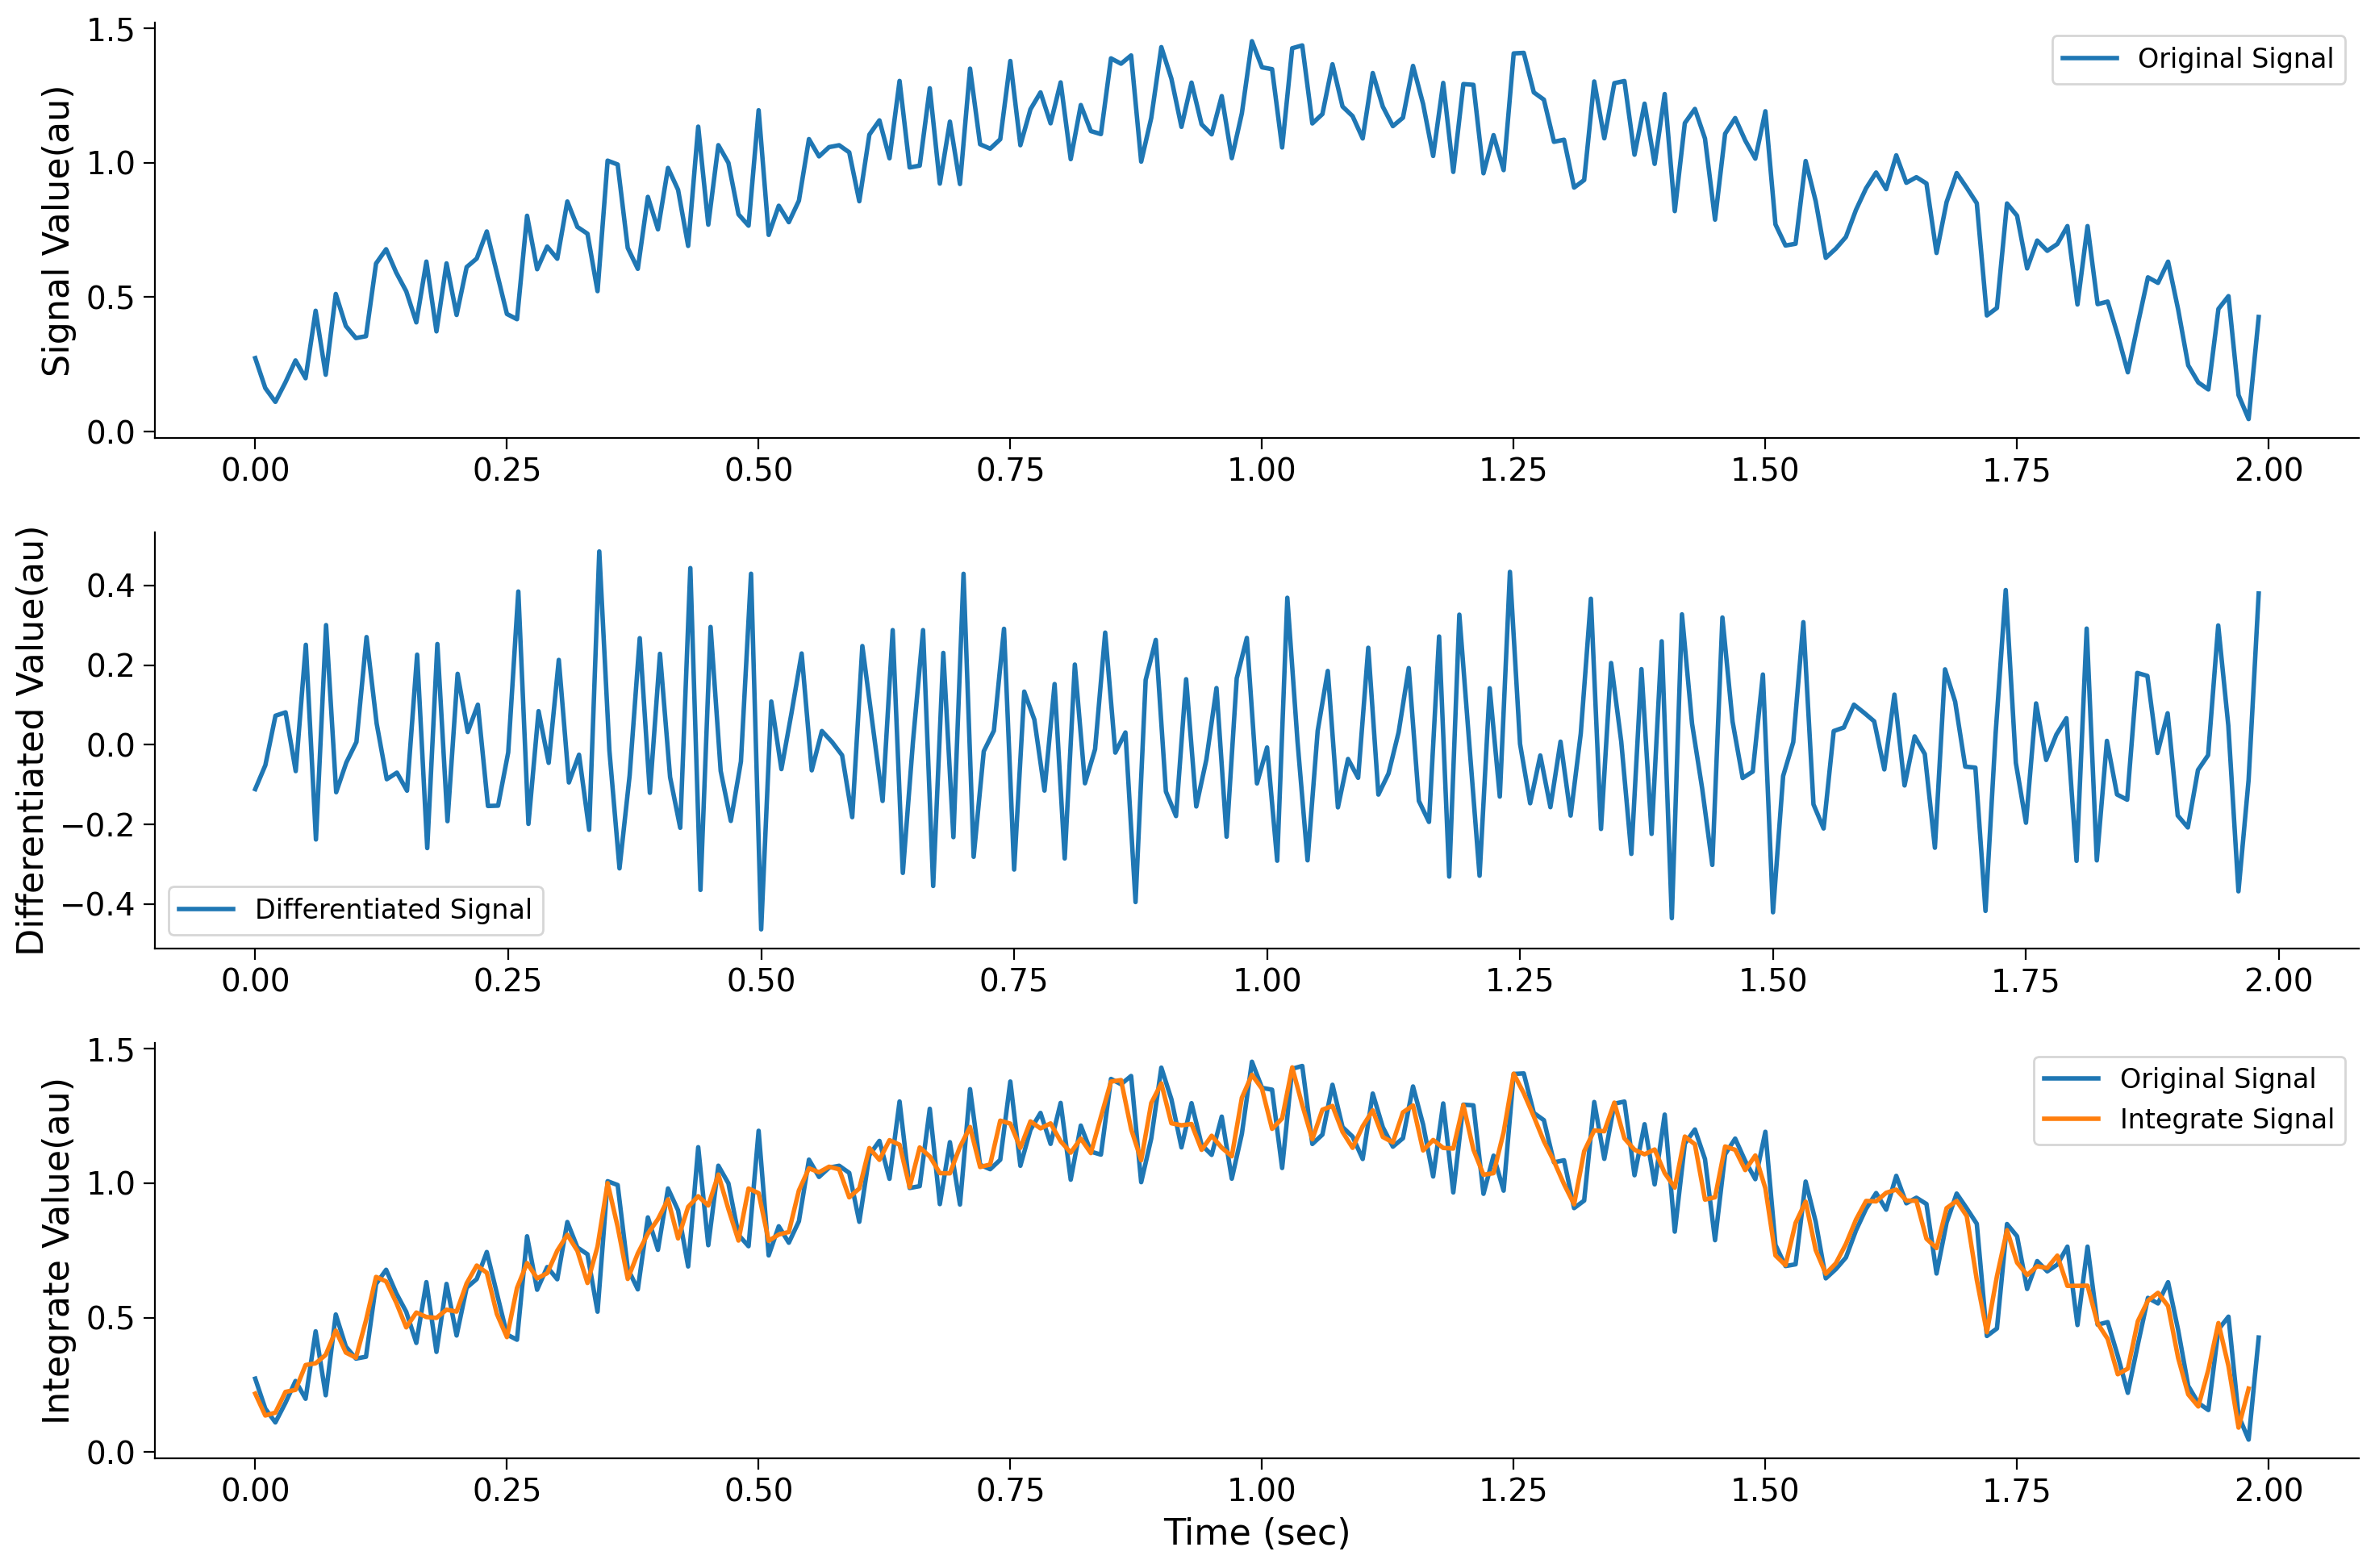 Signal Value(au)
1.5
1.0
0.5
0.0
Original Signal
0.00 0.25 0.50 0.75 1.00 1.25 1.50 1.75 2.00
Differentiated Value(au)
0.4
0.2
0.0
−0.2
−0.4
Differentiated Signal
0.00 0.25 0.50 0.75 1.00 1.25 1.50 1.75 2.00
Integrate Value(au)
1.5
1.0
0.5
0.0
Original Signal
Integrate Signal
0.00 0.25 0.50 0.75 1.00 1.25 1.50 1.75 2.00
Time (sec)